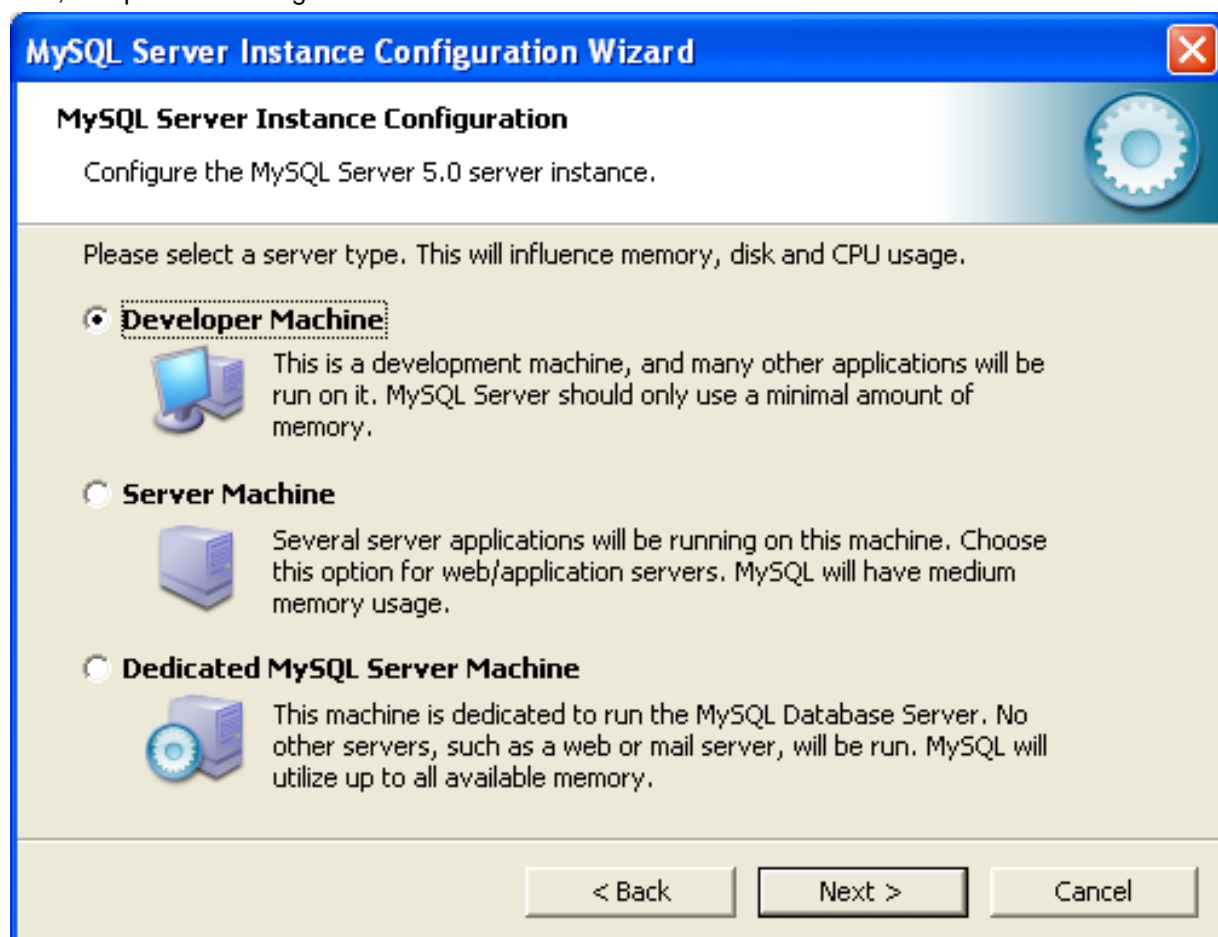 MySQL Server Instance Configuration Wizard
MySQL Server Instance Configuration
Configure the MySQL Server 5.0 server instance.
Please select a server type. This will influence memory, disk and CPU usage.
Developer Machine
This is a development machine, and many other applications will be
run on it. MySQL Server should only use a minimal amount of
memory.
Server Machine
Several server applications will be running on this machine. Choose
this option for web/application servers. MySQL will have medium
memory usage.
Dedicated MySQL Server Machine
This machine is dedicated to run the MySQL Database Server. No
other servers, such as a web or mail server, will be run. MySQL will
utilize up to all available memory.
< Back
Next >
Cancel